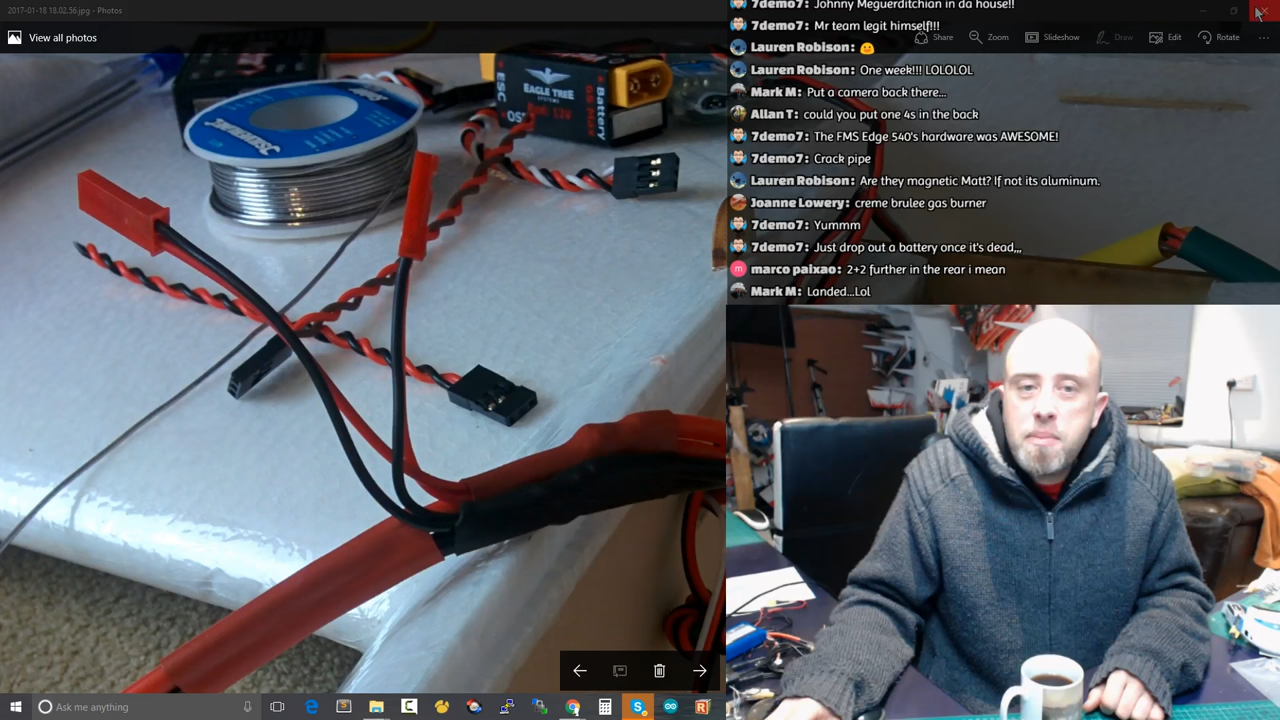 2017-01-18 18.02.56.jpg - Photos
View all photos
Share
Zoom
Slideshow
Draw
Edit
Rotate
7demo7: Johnny Meguerditchian in da house!!
7demo7: Mr team legit himself!!!
Lauren Robison: 🙂
Lauren Robison: One week!!! LOLOLOL
Mark M: Put a camera back there...
Allan T: could you put one 4s in the back
7demo7: The FMS Edge 540's hardware was AWESOME!
7demo7: Crack pipe
Lauren Robison: Are they magnetic Matt? If not its aluminum.
Joanne Lowery: creme brulee gas burner
7demo7: Yummm
7demo7: Just drop out a battery once it's dead,,,
m
marco paixao: 2+2 further in the rear i mean
Mark M: Landed...Lol
EAGLE TREE
SYSTEMS
ESC
Battery
Ask me anything